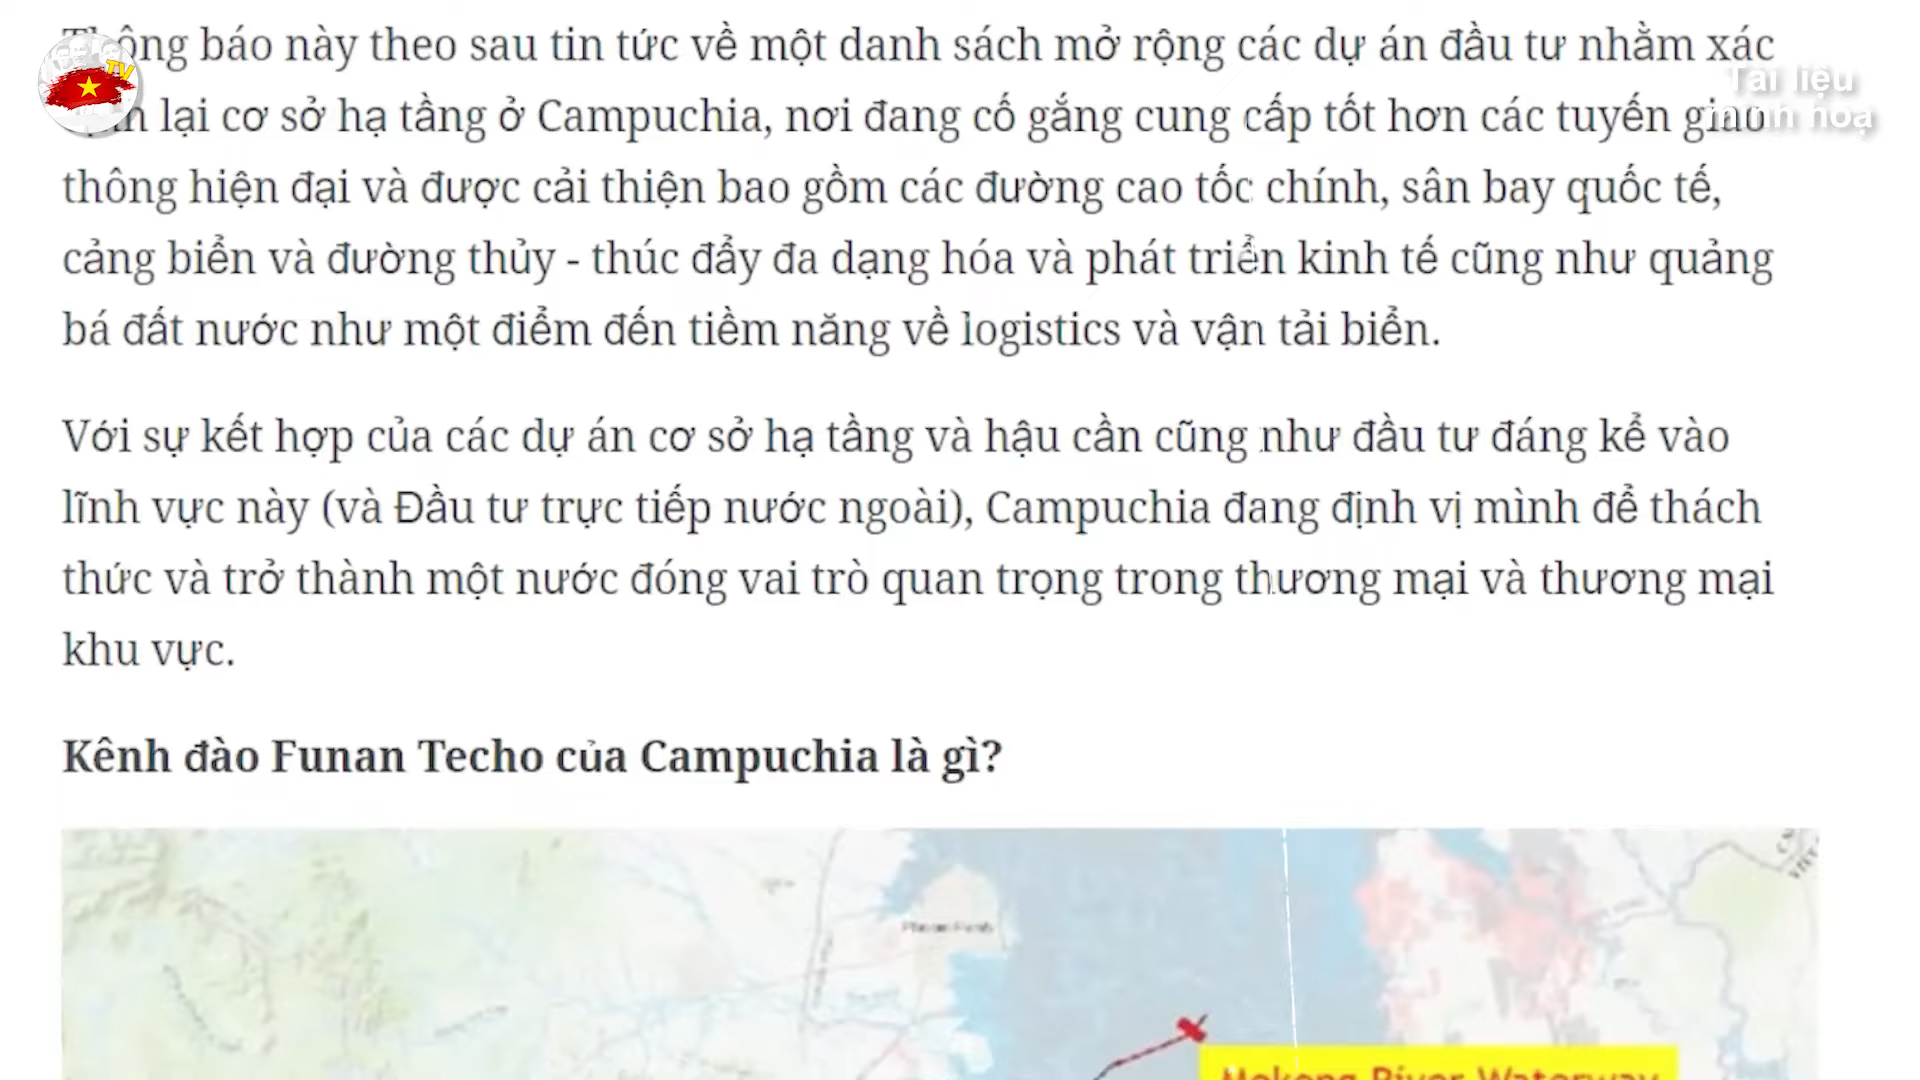 Thông báo này theo sau tin tức về một danh sách mở rộng các dự án đầu tư nhằm xác
lại cơ sở hạ tầng ở Campuchia, nơi đang cố gắng cung cấp tốt hơn các tuyến giao
thông hiện đại và được cải thiện bao gồm các đường cao tốc chính, sân bay quốc tế,
cảng biển và đường thủy - thúc đẩy đa dạng hóa và phát triển kinh tế cũng như quảng
bá đất nước như một điểm đến tiềm năng về logistics và vận tải biển.
Với sự kết hợp của các dự án cơ sở hạ tầng và hậu cần cũng như đầu tư đáng kể vào
lĩnh vực này (và Đầu tư trực tiếp nước ngoài), Campuchia đang định vị mình để thách
thức và trở thành một nước đóng vai trò quan trọng trong thương mại và thương mại
khu vực.
Kênh đào Funan Techo của Campuchia là gì?
Mekong River Waterway
TV
Tài liệu
minh hoạ